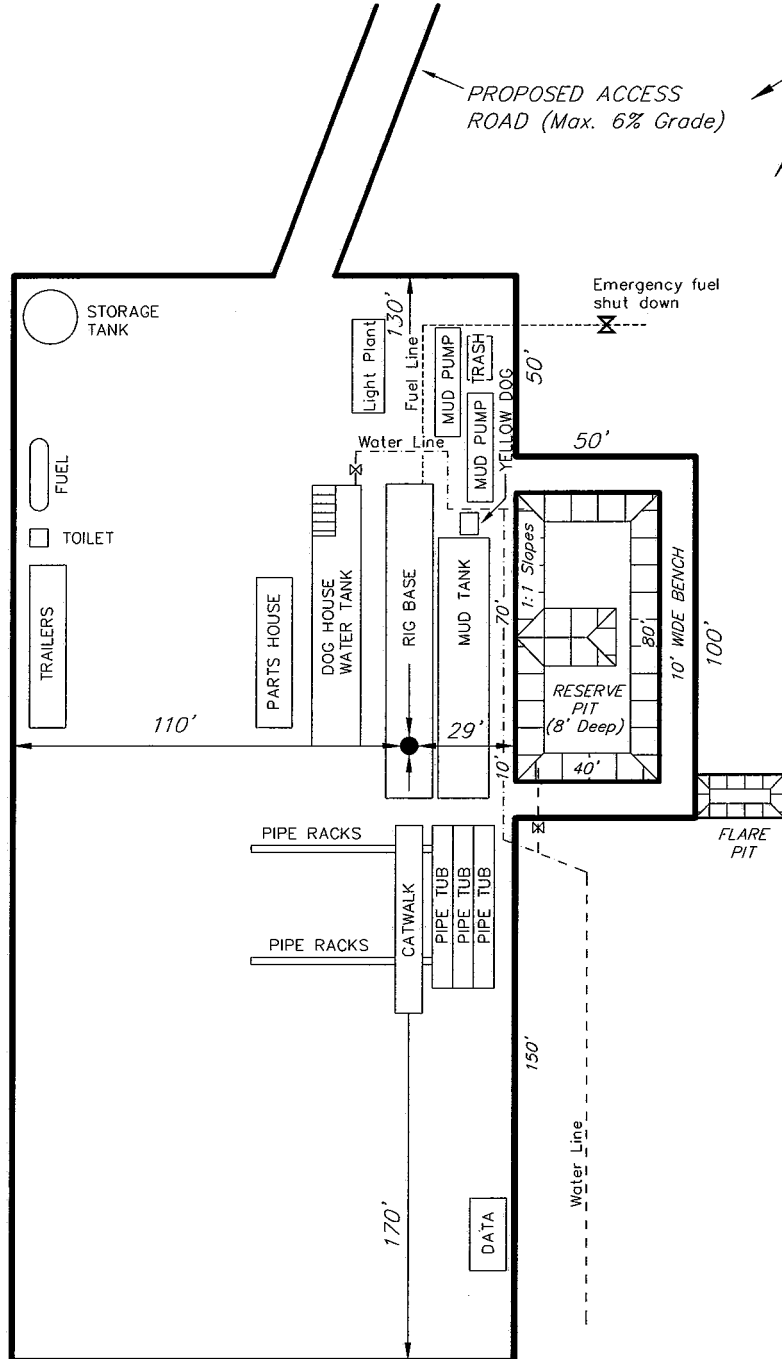 PROPOSED ACCESS
ROAD (Max. 6% Grade)
Emergency fuel
shut down
STORAGE
TANK
Light Plant
130'
Fuel Line
MUD PUMP
TRASH
50'
MUD PUMP
YELLOW DOG
Water Line
50'
FUEL
TOILET
TRAILERS
PARTS HOUSE
DOG HOUSE
WATER TANK
RIG BASE
MUD TANK
70'
1:1 Slopes
RESERVE
PIT
(8' Deep)
80'
10' WIDE BENCH
100'
110'
29'
10'
40'
FLARE
PIT
PIPE RACKS
PIPE RACKS
CATWALK
PIPE TUB
PIPE TUB
PIPE TUB
150'
Water Line
170'
DATA